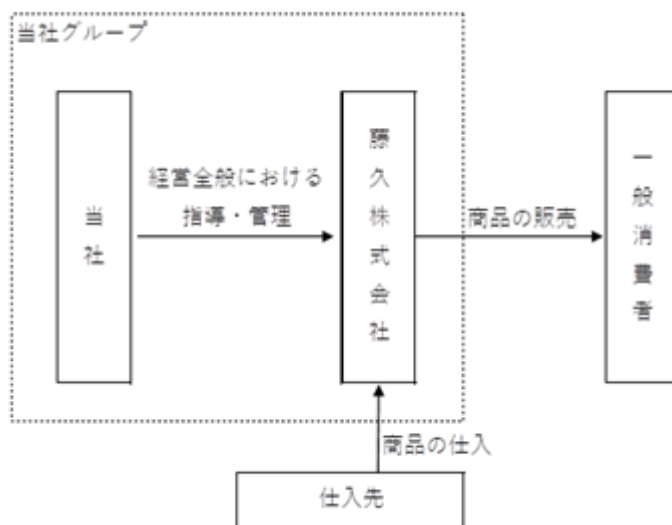 当社グループ
当社
経営全般における
指導・管理
藤久株式会社
商品の販売
一般消費者
商品の仕入
仕入先